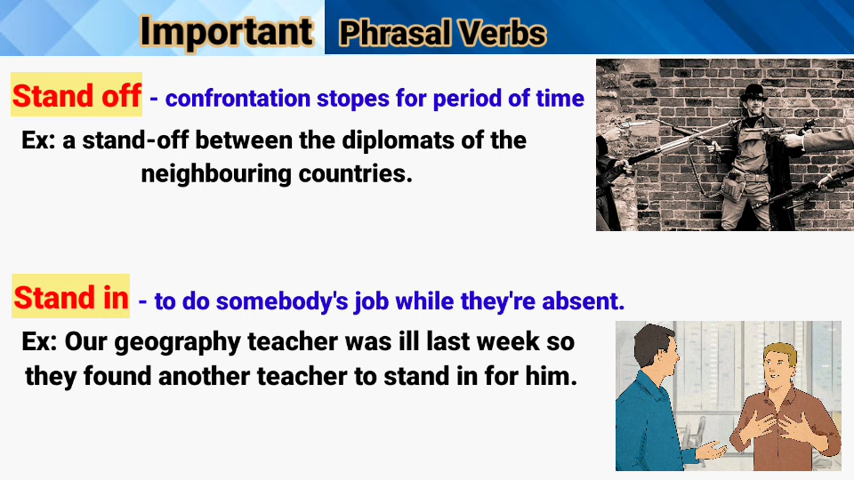 Important Phrasal Verbs
Stand off - confrontation stopes for period of time
Ex: a stand-off between the diplomats of the
neighbouring countries.
Stand in - to do somebody's job while they're absent.
Ex: Our geography teacher was ill last week so
they found another teacher to stand in for him.